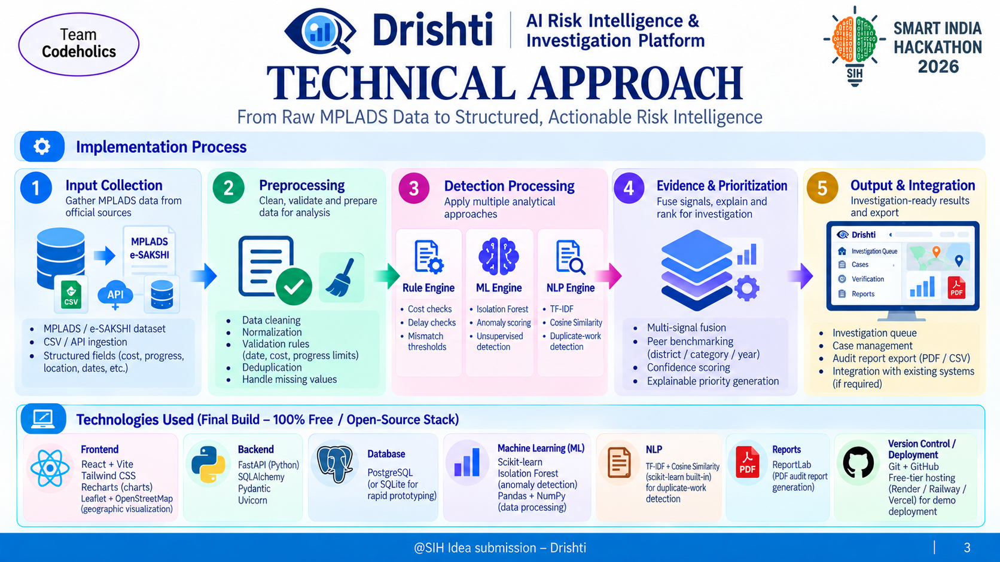 Team
Codeholics
Drishti
AI Risk Intelligence &
Investigation Platform
SIH
SMART INDIA
HACKATHON
2026
TECHNICAL APPROACH
From Raw MPLADS Data to Structured, Actionable Risk Intelligence
Implementation Process
1
Input Collection
Gather MPLADS data from
official sources
MPLADS
e-SAKSHI
CSV
API
• MPLADS / e-SAKSHI dataset
• CSV / API ingestion
• Structured fields (cost, progress,
location, dates, etc.)
2
Preprocessing
Clean, validate and prepare
data for analysis
• Data cleaning
• Normalization
• Validation rules
(date, cost, progress limits)
• Deduplication
• Handle missing values
3
Detection Processing
Apply multiple analytical
approaches
Rule Engine
• Cost checks
• Delay checks
• Mismatch
thresholds
ML Engine
• Isolation Forest
• Anomaly scoring
• Unsupervised
detection
NLP Engine
• TF-IDF
• Cosine Similarity
• Duplicate-work
detection
4
Evidence & Prioritization
Fuse signals, explain and
rank for investigation
• Multi-signal fusion
• Peer benchmarking
(district / category / year)
• Confidence scoring
• Explainable priority generation
5
Output & Integration
Investigation-ready results
and export
Drishti
Investigation Queue
Cases
Verification
Reports
PDF
• Investigation queue
• Case management
• Audit report export (PDF / CSV)
• Integration with existing systems
(if required)
Technologies Used (Final Build – 100% Free / Open-Source Stack)
Frontend
React + Vite
Tailwind CSS
Recharts (charts)
Leaflet + OpenStreetMap
(geographic visualization)
Backend
FastAPI (Python)
SQLAlchemy
Pydantic
Uvicorn
Database
PostgreSQL
(or SQLite for
rapid prototyping)
Machine Learning (ML)
Scikit-learn
Isolation Forest
(anomaly detection)
Pandas + NumPy
(data processing)
NLP
TF-IDF + Cosine Similarity
(scikit-learn built-in)
for duplicate-work
detection
PDF
Reports
ReportLab
(PDF audit report
generation)
Version Control /
Deployment
Git + GitHub
Free-tier hosting
(Render / Railway /
Vercel) for demo
deployment
@SIH Idea submission – Drishti
3